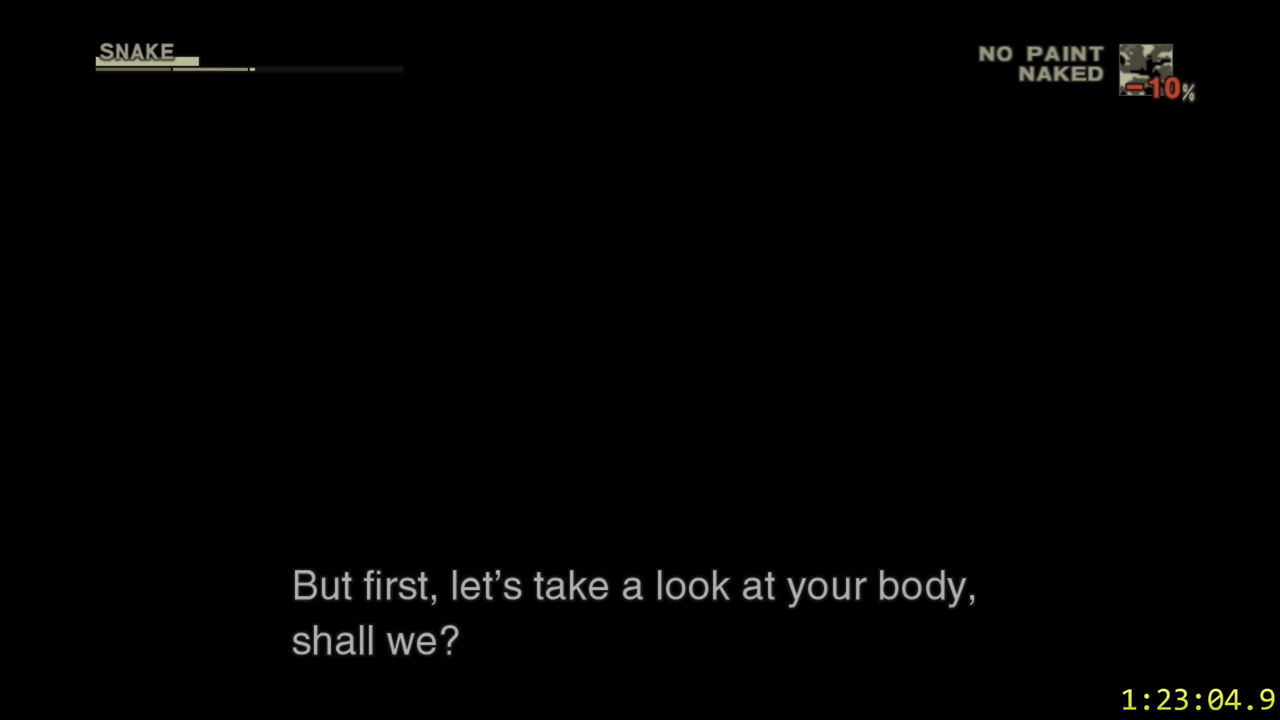 SNAKE
NO PAINT
NAKED
-10%
But first, let’s take a look at your body,
shall we?
1:23:04.9